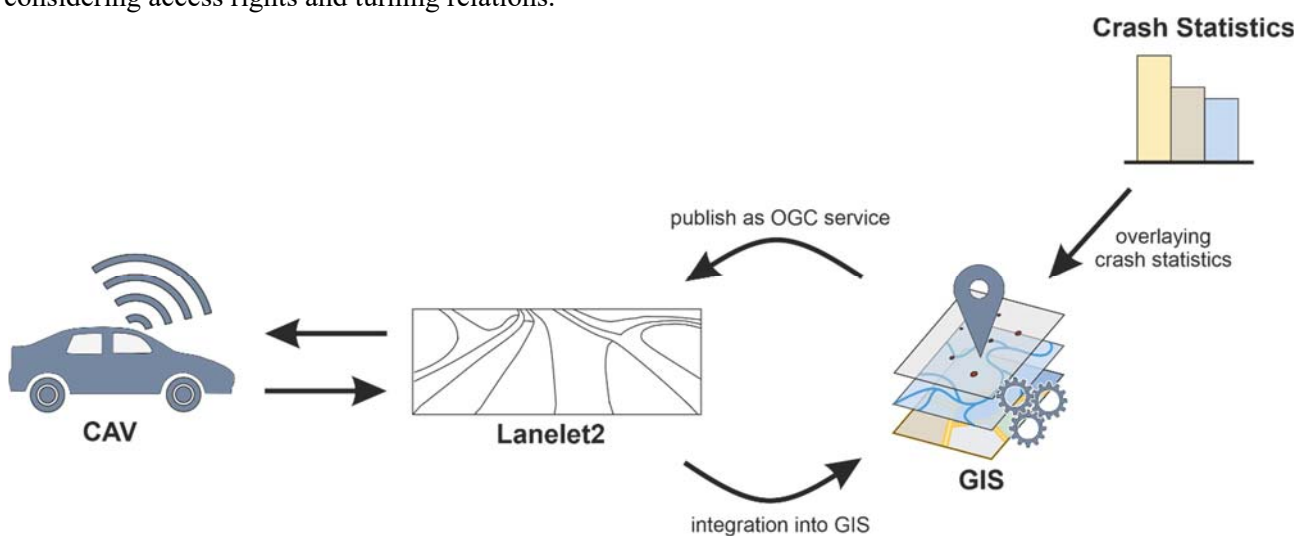 considering access rights and turning relations.
Crash Statistics
publish as OGC service
overlaying
crash statistics
CAV
Lanelet2
GIS
integration into GIS